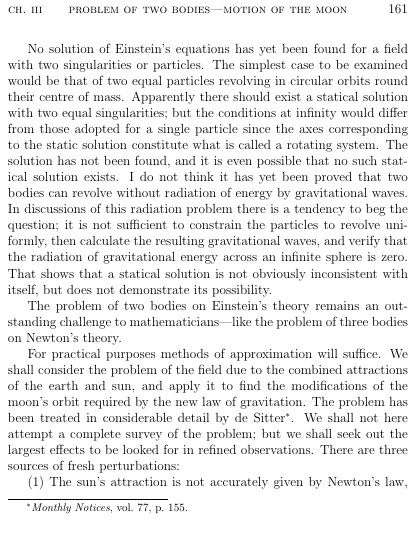 CH. III PROBLEM OF TWO BODIES—MOTION OF THE MOON 161
No solution of Einstein's equations has yet been found for a field
with two singularities or particles. The simplest case to be examined
would be that of two equal particles revolving in circular orbits round
their centre of mass. Apparently there should exist a statical solution
with two equal singularities; but the conditions at infinity would differ
from those adopted for a single particle since the axes corresponding
to the static solution constitute what is called a rotating system. The
solution has not been found, and it is even possible that no such stat-
ical solution exists. I do not think it has yet been proved that two
bodies can revolve without radiation of energy by gravitational waves.
In discussions of this radiation problem there is a tendency to beg the
question; it is not sufficient to constrain the particles to revolve uni-
formly, then calculate the resulting gravitational waves, and verify that
the radiation of gravitational energy across an infinite sphere is zero.
That shows that a statical solution is not obviously inconsistent with
itself, but does not demonstrate its possibility.
The problem of two bodies on Einstein's theory remains an out-
standing challenge to mathematicians—like the problem of three bodies
on Newton's theory.
For practical purposes methods of approximation will suffice. We
shall consider the problem of the field due to the combined attractions
of the earth and sun, and apply it to find the modifications of the
moon's orbit required by the new law of gravitation. The problem has
been treated in considerable detail by de Sitter*. We shall not here
attempt a complete survey of the problem; but we shall seek out the
largest effects to be looked for in refined observations. There are three
sources of fresh perturbations:
(1) The sun's attraction is not accurately given by Newton's law,
*Monthly Notices, vol. 77, p. 155.